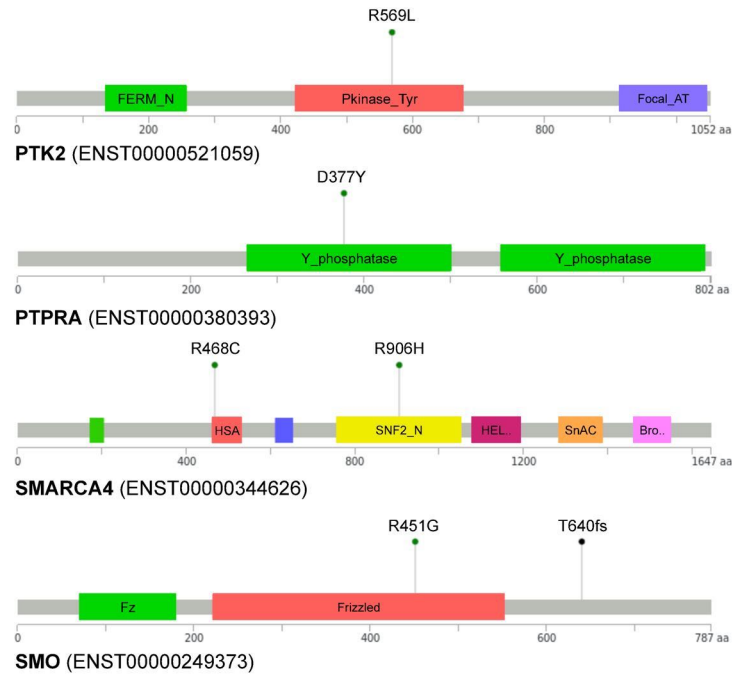 R569L
FERM_N Pkinase_Tyr Focal_AT
0 200 400 600 800 1052 aa
PTK2 (ENST00000521059)
D377Y
Y_phosphatase Y_phosphatase
0 200 400 600 802 aa
PTPRA (ENST00000380393)
R468C R906H
HSA SNF2_N HEL.. SnAC Bro..
0 400 800 1200 1647 aa
SMARCA4 (ENST00000344626)
R451G T640fs
Fz Frizzled
0 200 400 600 787 aa
SMO (ENST00000249373)